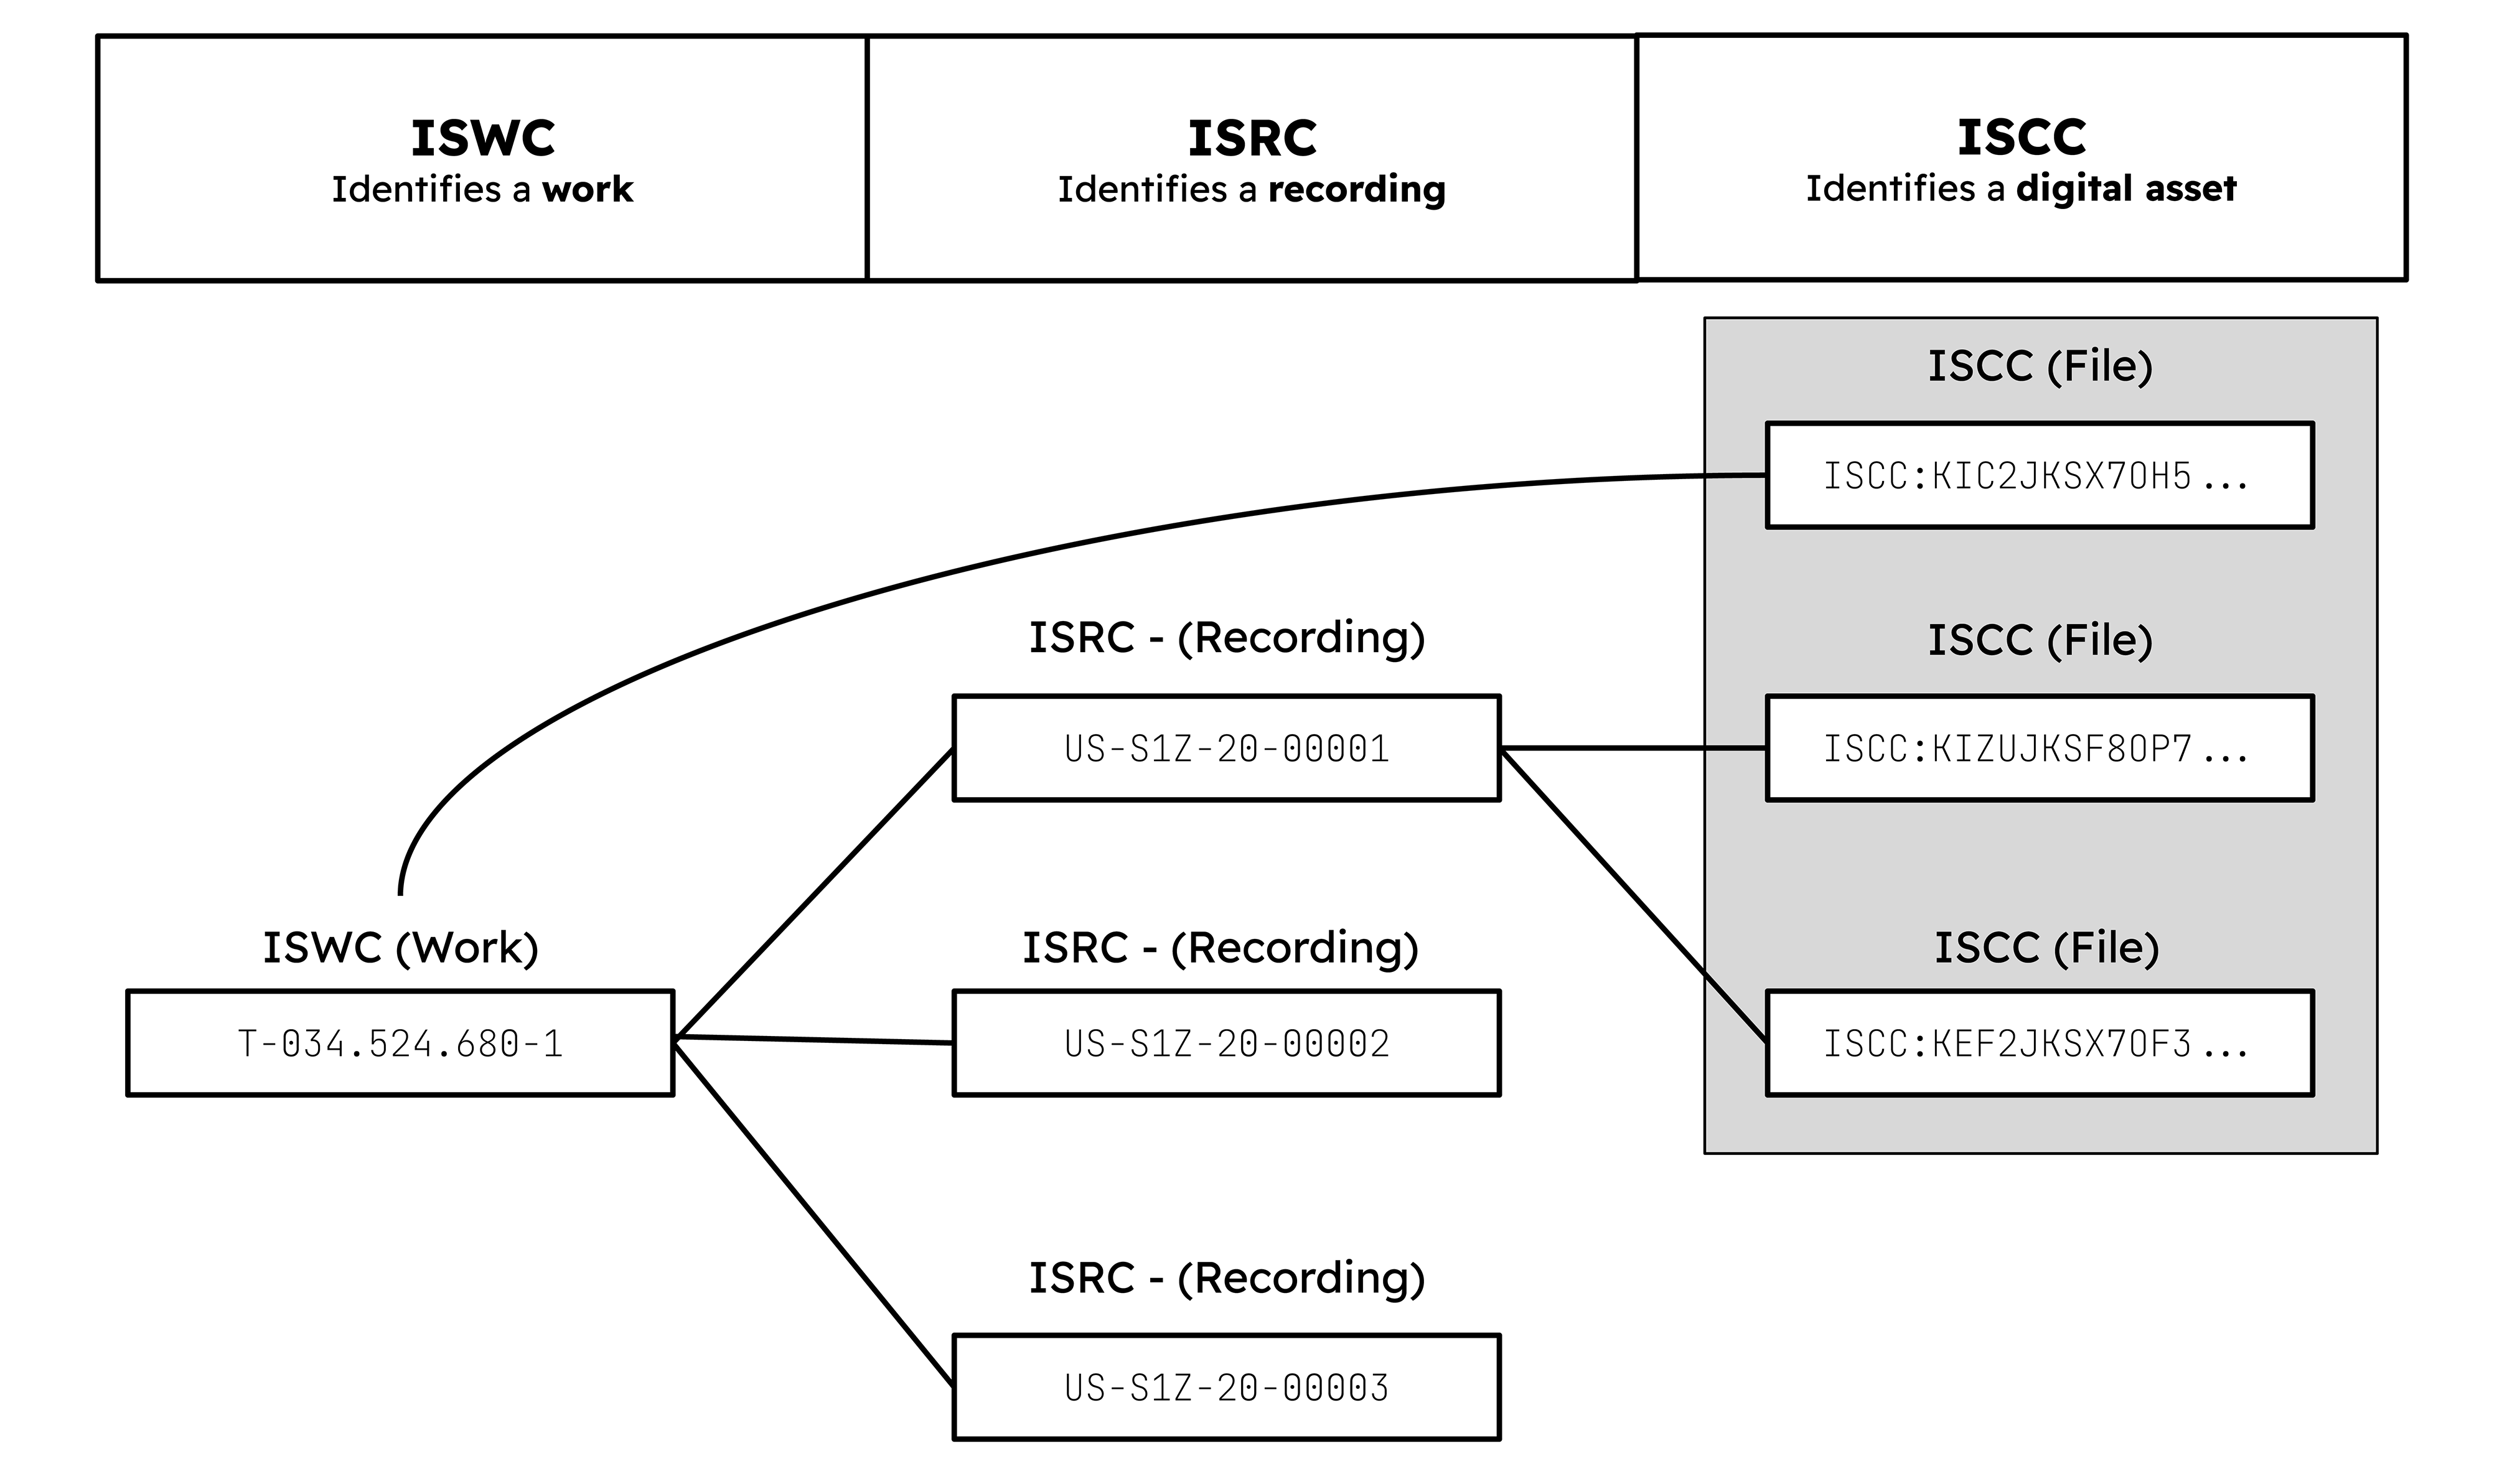 ISWC
Identifies a work
ISRC
Identifies a recording
ISCC
Identifies a digital asset
ISCC (File)
ISCC:KIC2JKSX7OH5...
ISRC - (Recording)
ISCC (File)
US-S1Z-20-00001
ISCC:KIZUJKSF8OP7...
ISWC (Work)
ISRC - (Recording)
ISCC (File)
T-034.524.680-1
US-S1Z-20-00002
ISCC:KEF2JKSX7OF3...
ISRC - (Recording)
US-S1Z-20-00003